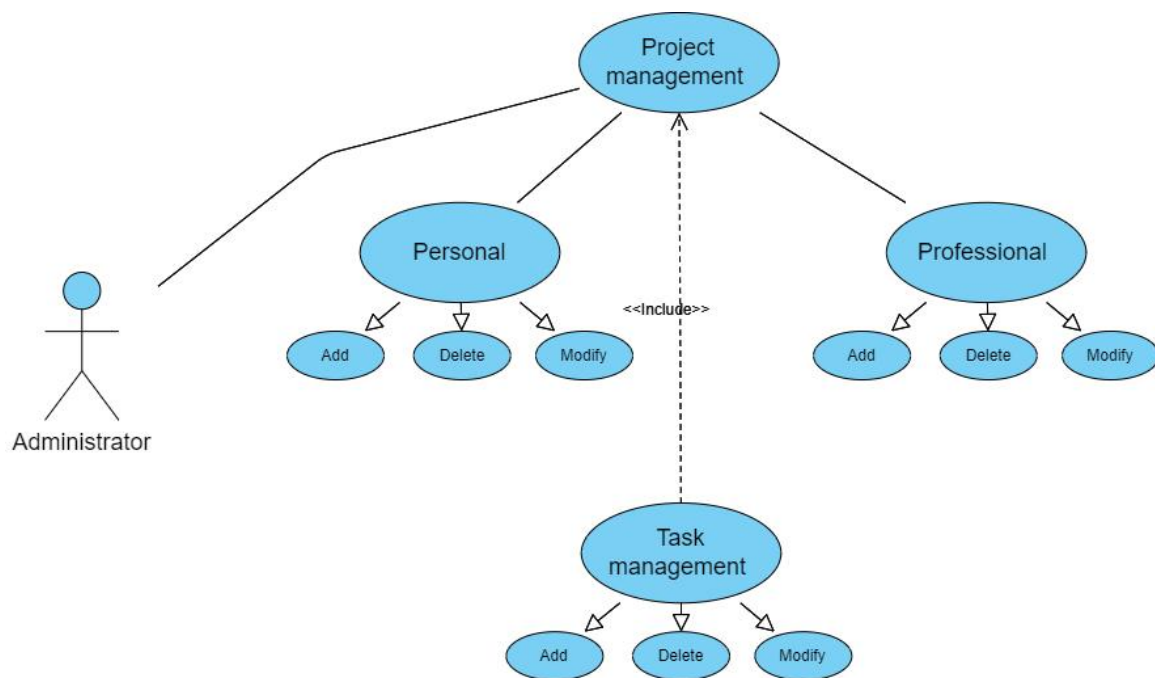 Project
management
Personal
Professional
<<Include>>
Add
Delete
Modify
Add
Delete
Modify
Administrator
Task
management
Add
Delete
Modify